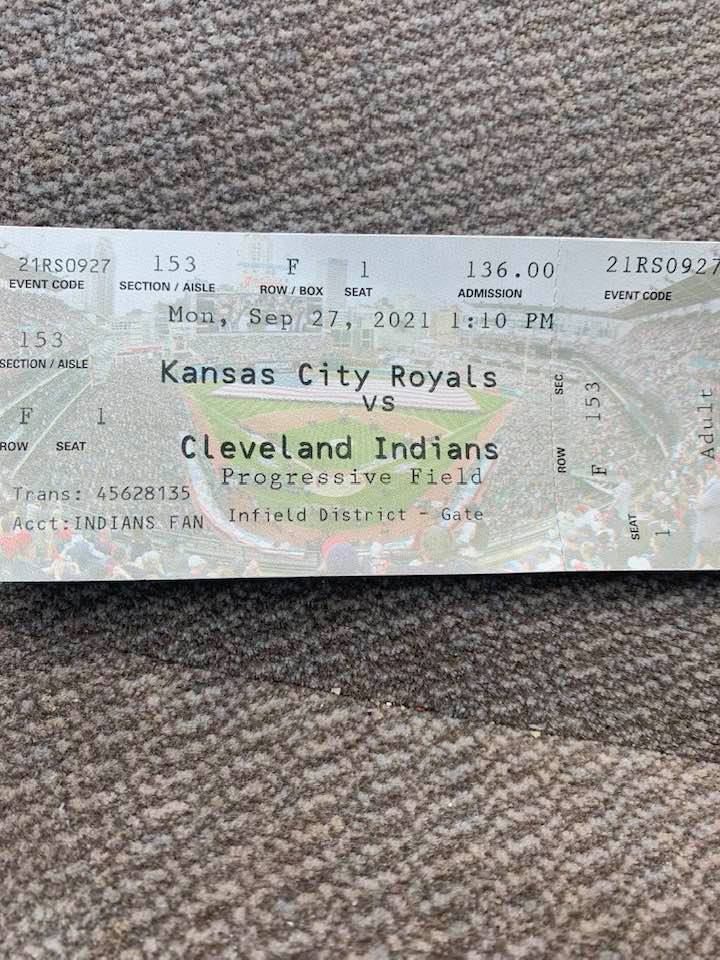 21RS0927 153 F 1 136.00 21RS0927
EVENT CODE SECTION / AISLE ROW / BOX SEAT ADMISSION EVENT CODE
Mon, Sep 27, 2021 1:10 PM
153
SECTION / AISLE
Kansas City Royals
vs
F 1
ROW SEAT
Cleveland Indians
Progressive Field
Trans: 45628135
Acct:INDIANS FAN
Infield District - Gate
SEC. 153
ROW F
SEAT 1
Adult